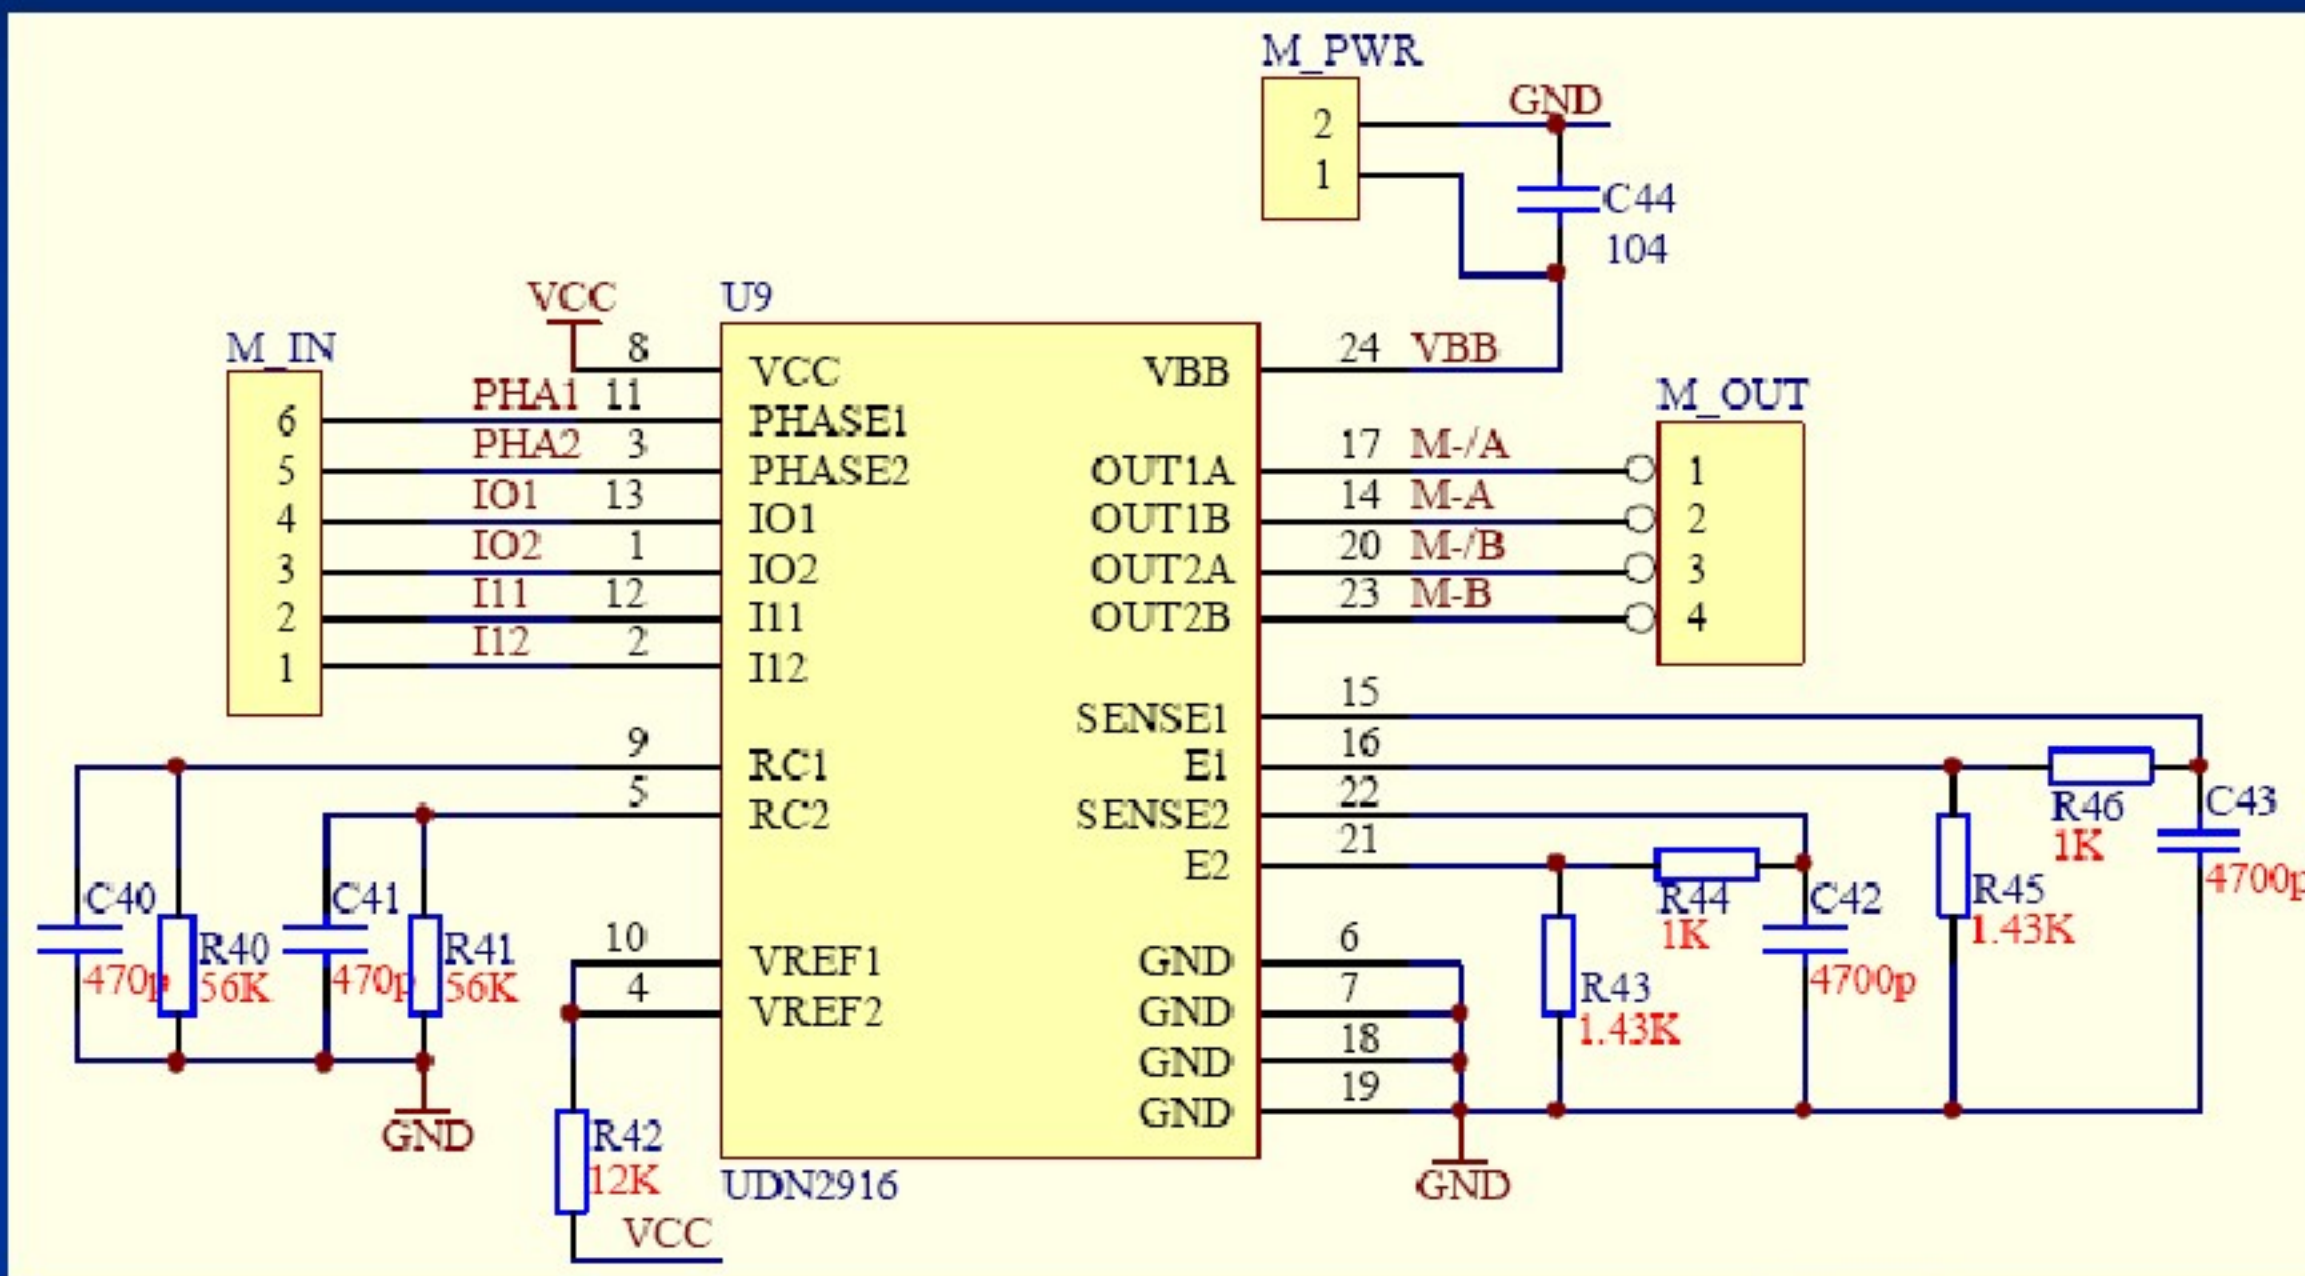 M_PWR
GND
2
1
C44
104
VCC
U9
M_IN
8
VCC
VBB
24
VBB
M_OUT
6
PHA1
11
PHASE1
5
PHA2
3
PHASE2
OUT1A
17
M-/A
1
4
IO1
13
IO1
OUT1B
14
M-A
2
3
IO2
1
IO2
OUT2A
20
M-/B
3
2
I11
12
I11
OUT2B
23
M-B
4
1
I12
2
I12
SENSE1
15
9
RC1
E1
16
R46
1K
C43
4700p
5
RC2
SENSE2
22
E2
21
R44
1K
C42
4700p
R45
1.43K
C40
470p
R40
56K
C41
470p
R41
56K
10
VREF1
GND
6
4
VREF2
GND
7
R43
1.43K
GND
18
GND
19
GND
R42
12K
UDN2916
GND
VCC